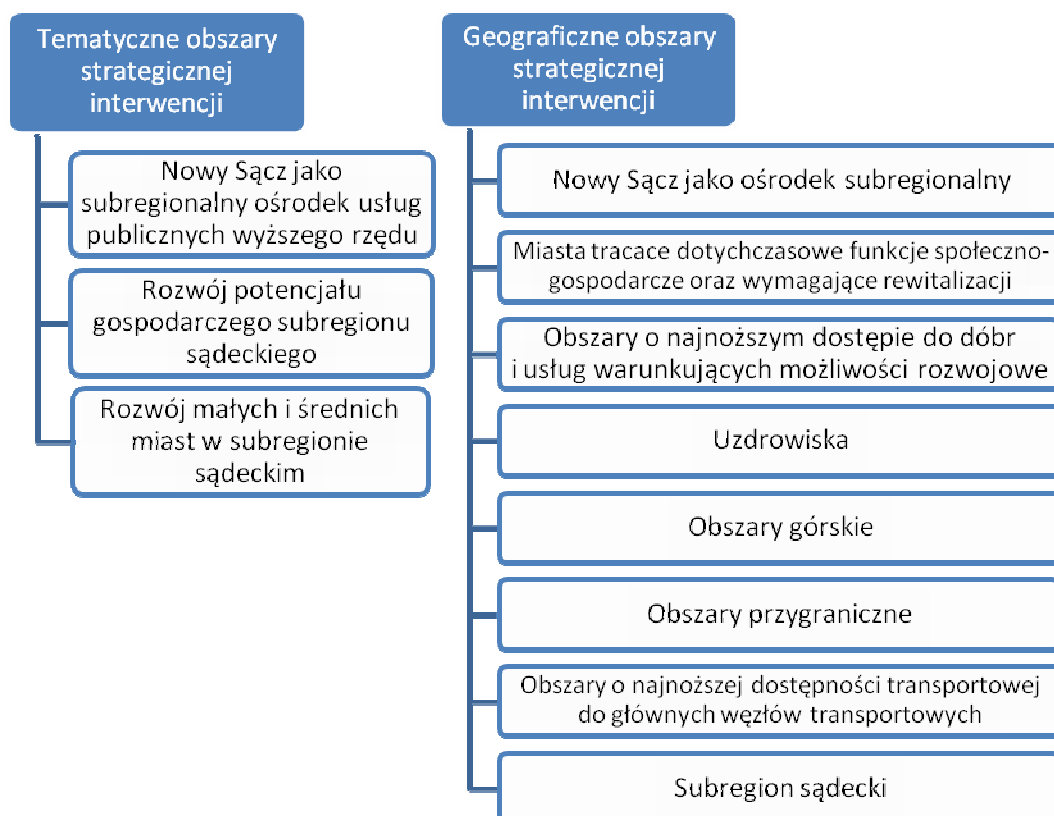 Tematyczne obszary
strategicznej
interwencji
Nowy Sącz jako
subregionalny ośrodek usług
publicznych wyższego rzędu
Rozwój potencjału
gospodarczego subregionu
sądeckiego
Rozwój małych i średnich
miast w subregionie
sądeckim
Geograficzne obszary
strategicznej
interwencji
Nowy Sącz jako ośrodek subregionalny
Miasta tracace dotychczasowe funkcje społeczno-
gospodarcze oraz wymagające rewitalizacji
Obszary o najnoższym dostępie do dóbr
i usług warunkujących możliwości rozwojowe
Uzdrowiska
Obszary górskie
Obszary przygraniczne
Obszary o najnoższej dostępności transportowej
do głównych węzłów transportowych
Subregion sądecki